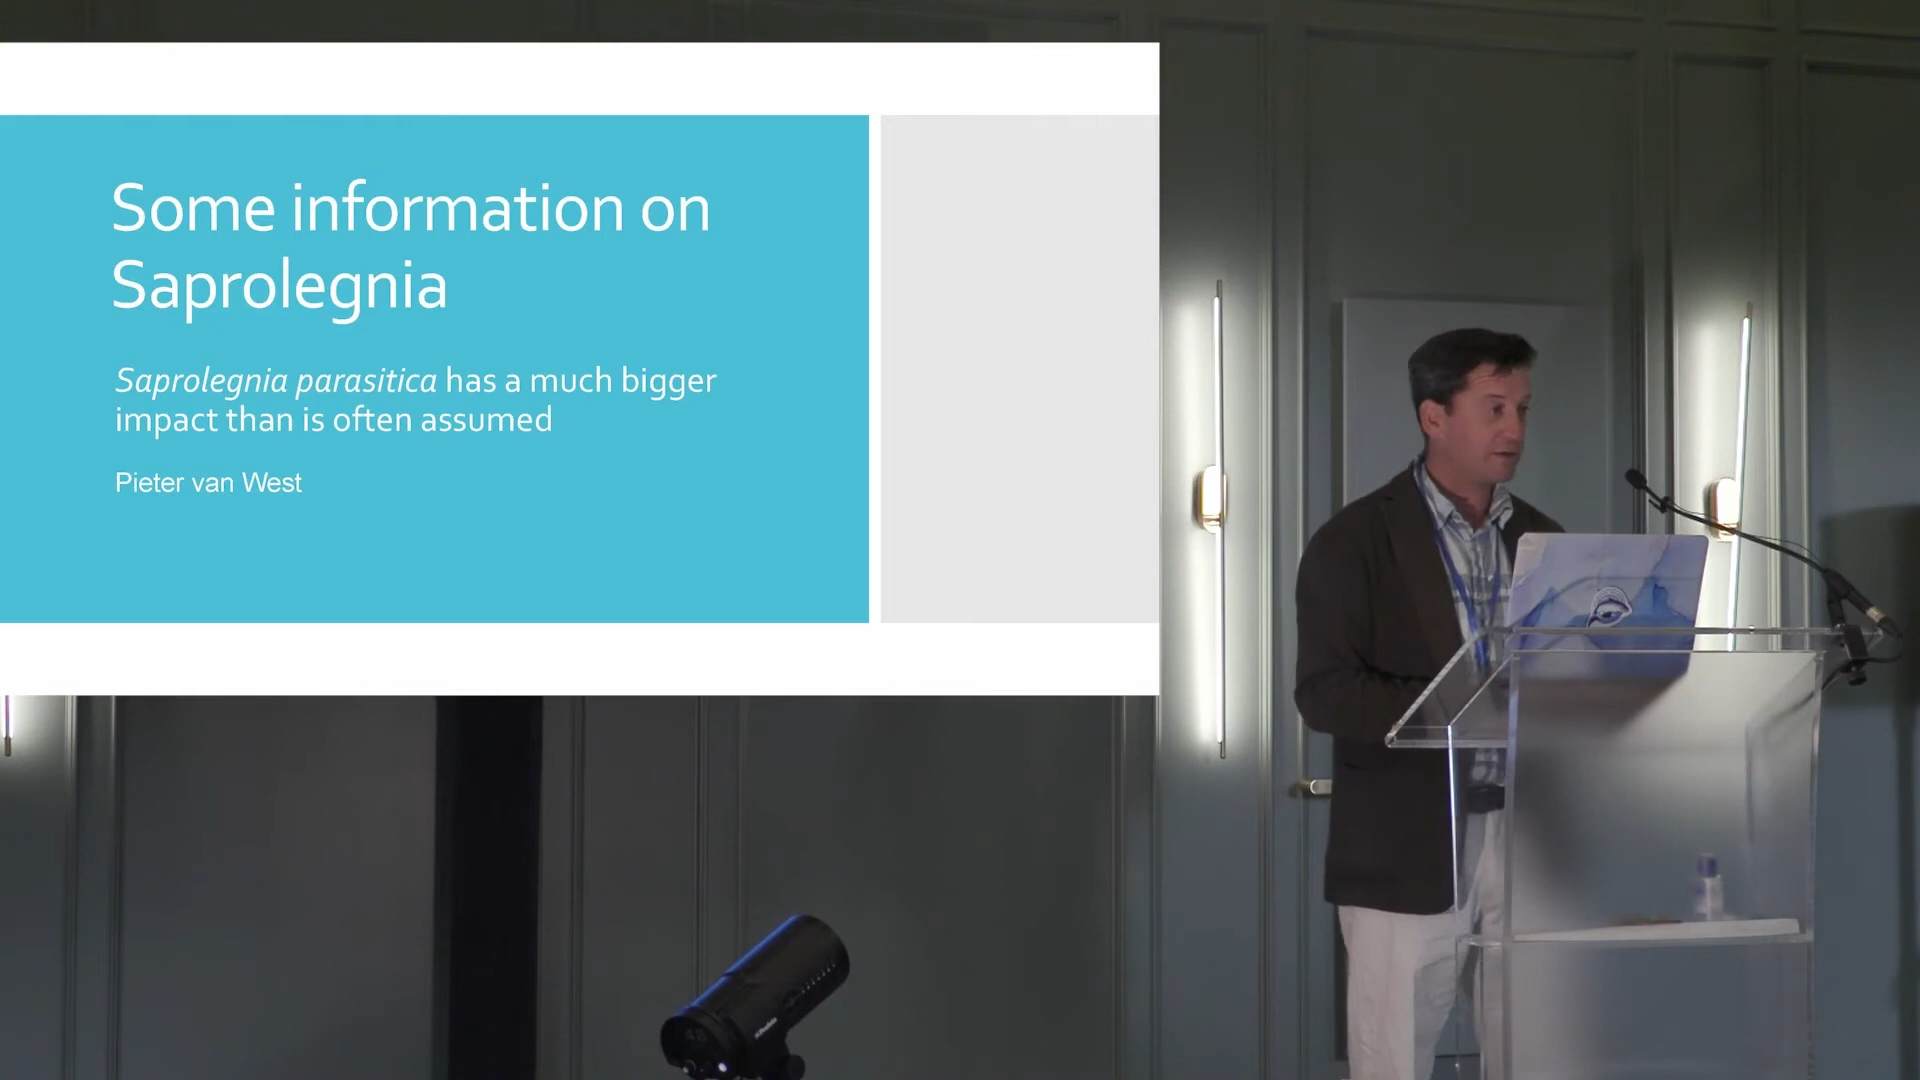 Some information on
Saprolegnia
Saprolegnia parasitica has a much bigger
impact than is often assumed
Pieter van West